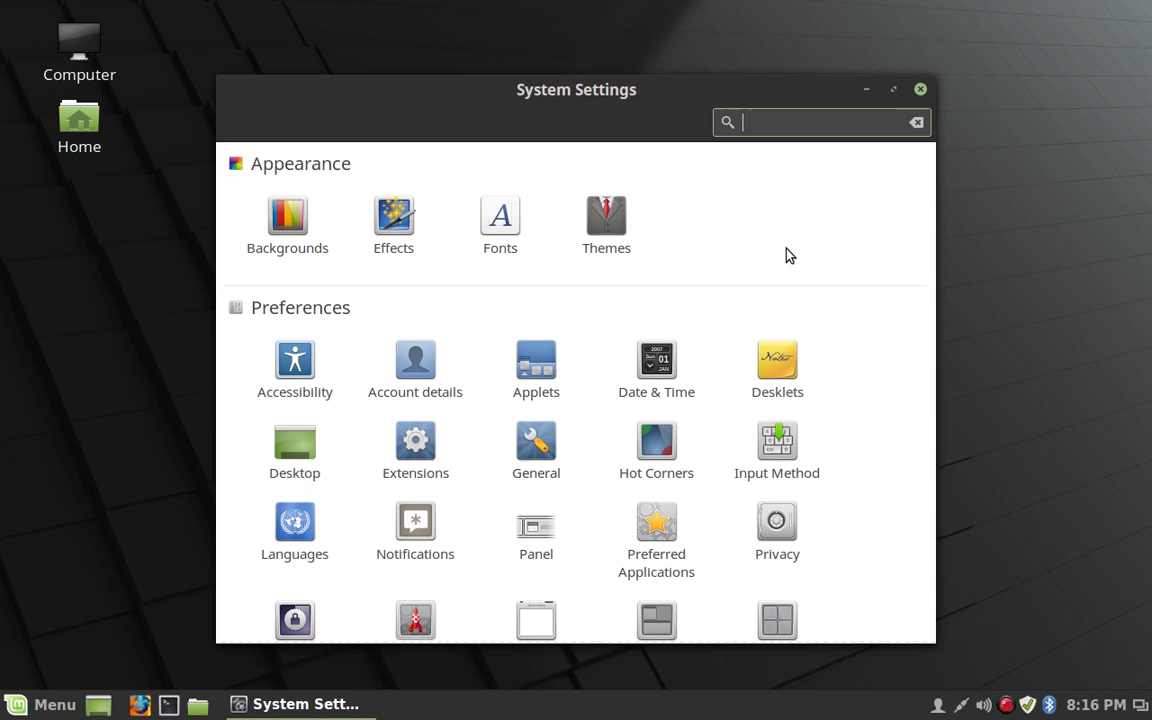 Computer
Home
System Settings
Appearance
Backgrounds
Effects
Fonts
Themes
Preferences
Accessibility
Account details
Applets
Date & Time
Desklets
Desktop
Extensions
General
Hot Corners
Input Method
Languages
Notifications
Panel
Preferred
Applications
Privacy
Menu
System Sett...
8:16 PM